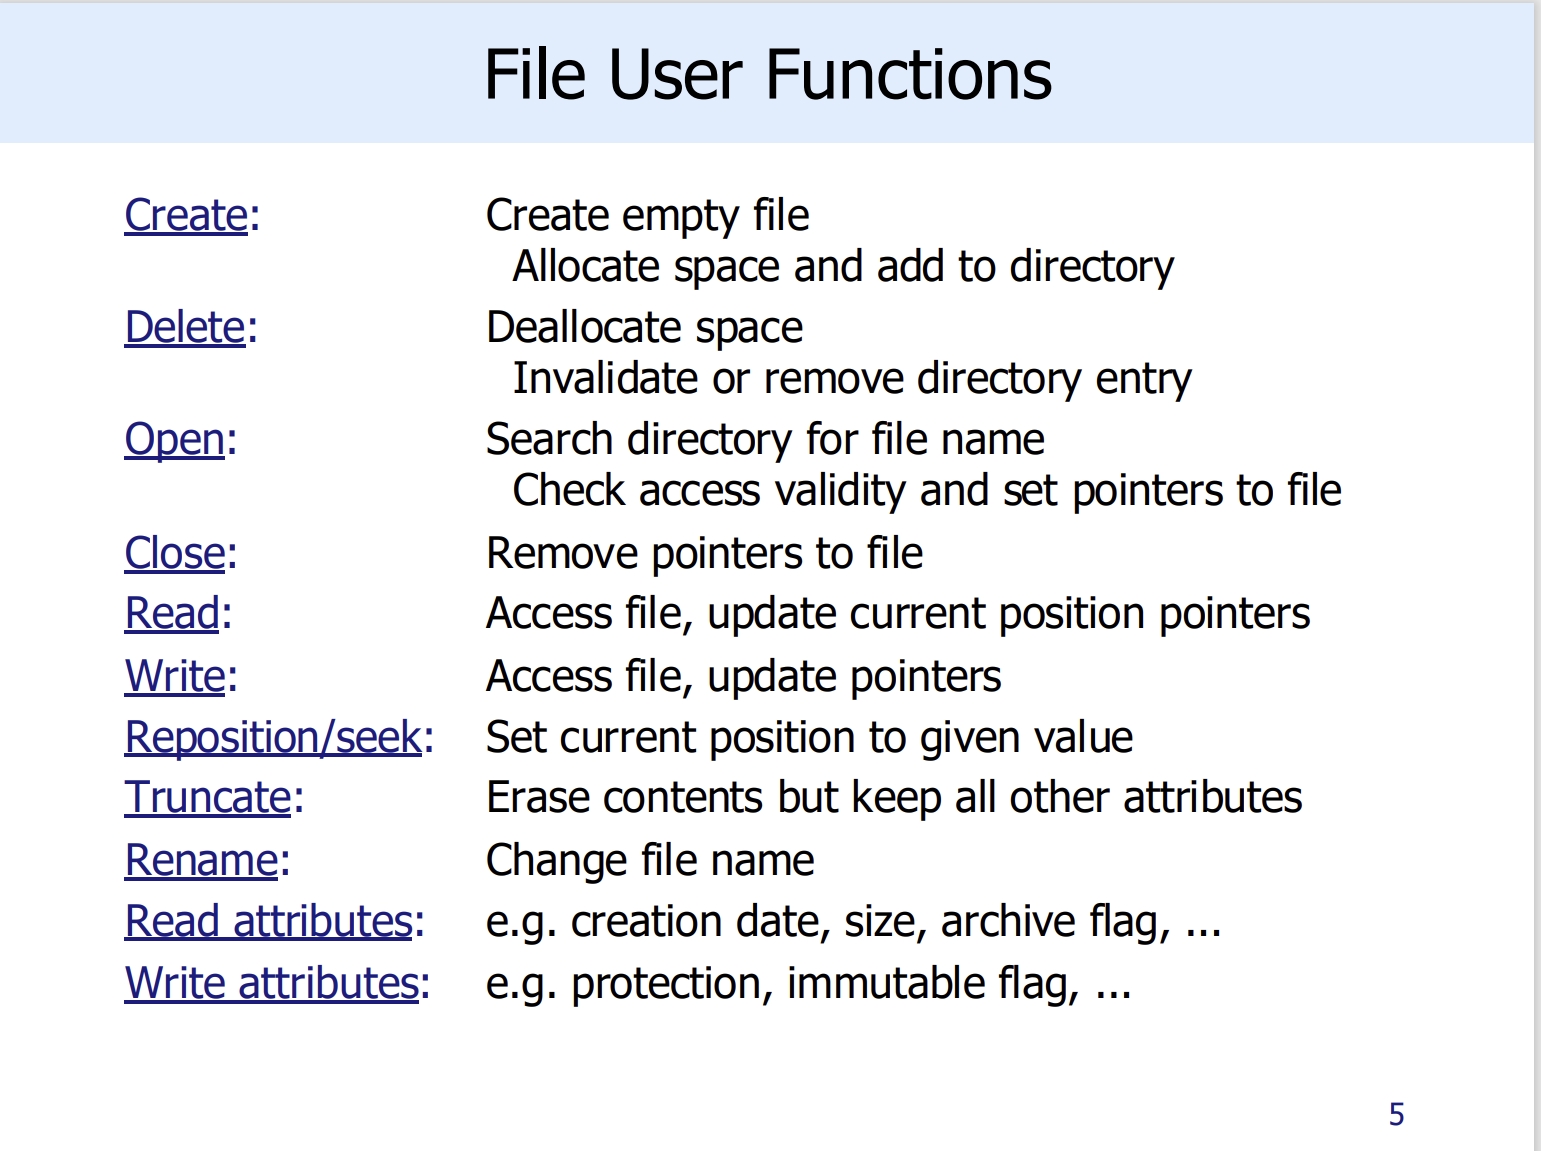 File User Functions
Create: Create empty file
Allocate space and add to directory
Delete: Deallocate space
Invalidate or remove directory entry
Open: Search directory for file name
Check access validity and set pointers to file
Close: Remove pointers to file
Read: Access file, update current position pointers
Write: Access file, update pointers
Reposition/seek: Set current position to given value
Truncate: Erase contents but keep all other attributes
Rename: Change file name
Read attributes: e.g. creation date, size, archive flag, ...
Write attributes: e.g. protection, immutable flag, ...
5